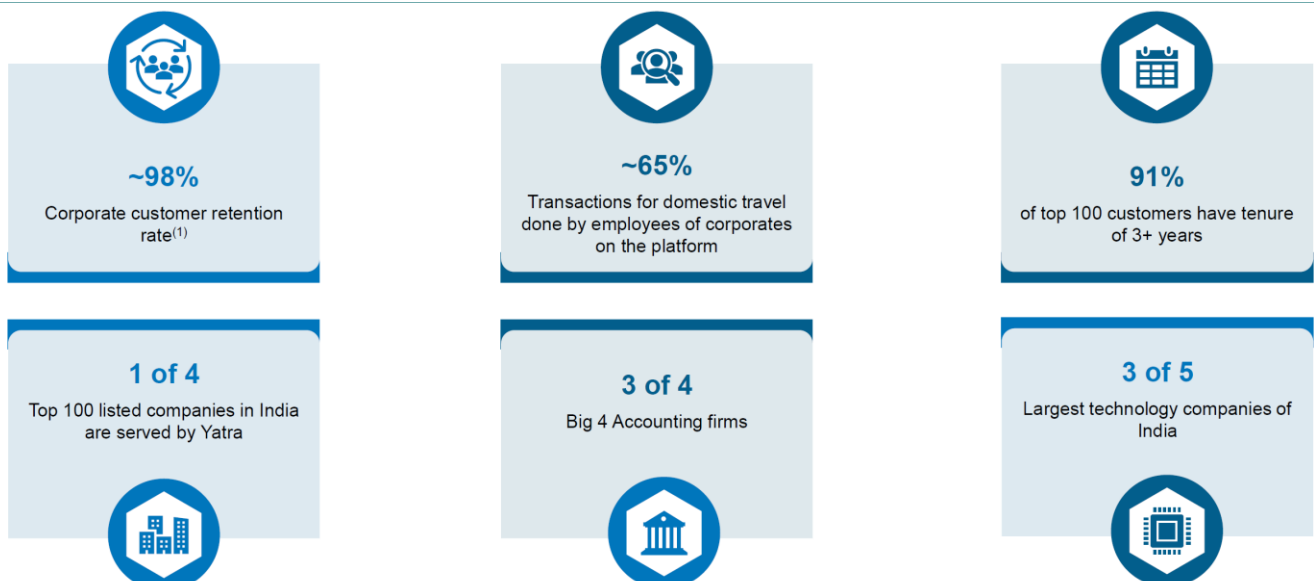 ~98%
Corporate customer retention
rate(1)
~65%
Transactions for domestic travel
done by employees of corporates
on the platform
91%
of top 100 customers have tenure
of 3+ years
1 of 4
Top 100 listed companies in India
are served by Yatra
3 of 4
Big 4 Accounting firms
3 of 5
Largest technology companies of
India